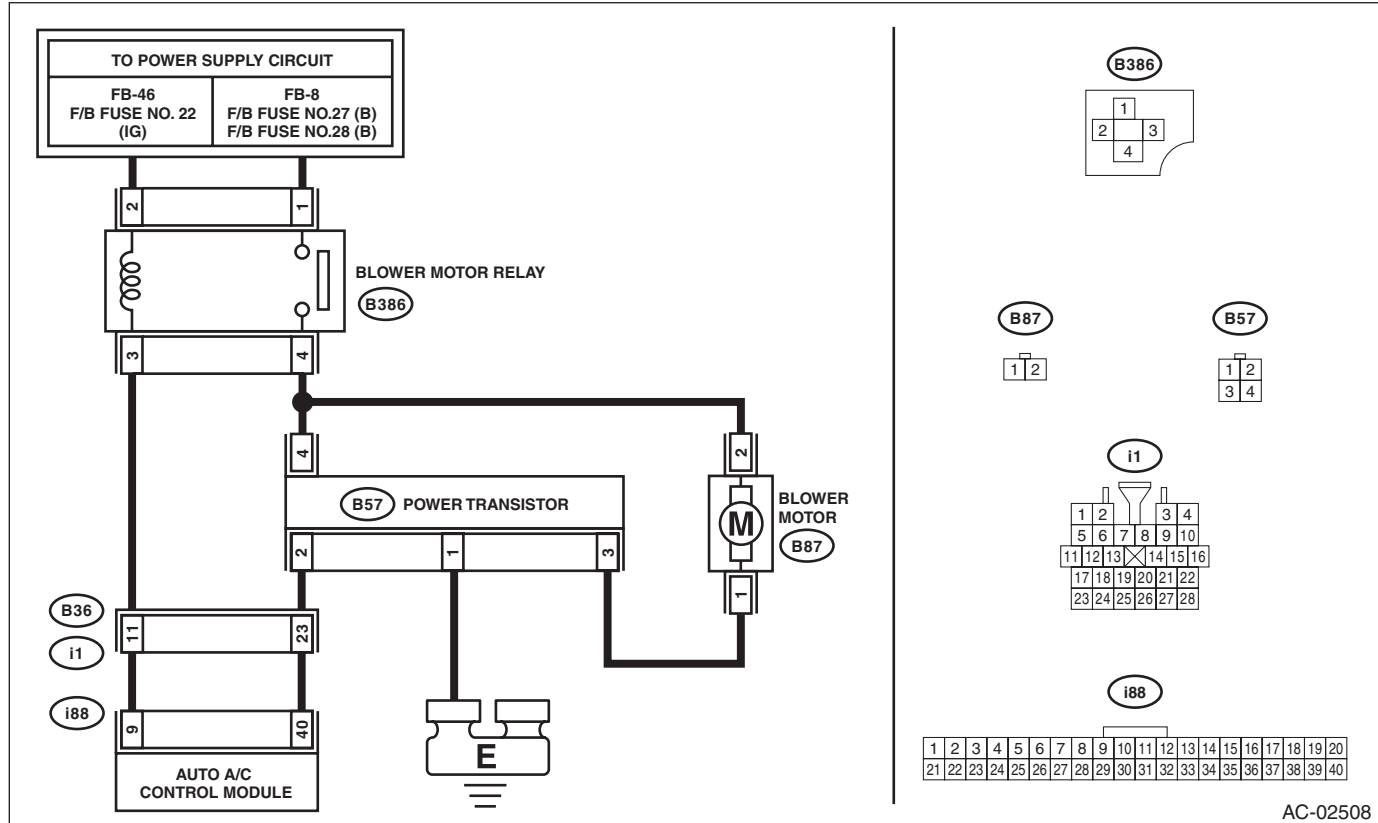 TO POWER SUPPLY CIRCUIT
FB-46
F/B FUSE NO. 22
(IG)
FB-8
F/B FUSE NO.27 (B)
F/B FUSE NO.28 (B)
2
1
BLOWER MOTOR RELAY
B386
3
4
4
B57 POWER TRANSISTOR
2
1
3
2
M
BLOWER
MOTOR
B87
1
B36
i1
11
23
i88
9
40
AUTO A/C
CONTROL MODULE
E
B386
1
2 3
4
B87
1 2
B57
1 2
3 4
i1
1 2 3 4
5 6 7 8 9 10
11 12 13 14 15 16
17 18 19 20 21 22
23 24 25 26 27 28
i88
1 2 3 4 5 6 7 8 9 10 11 12 13 14 15 16 17 18 19 20
21 22 23 24 25 26 27 28 29 30 31 32 33 34 35 36 37 38 39 40
AC-02508